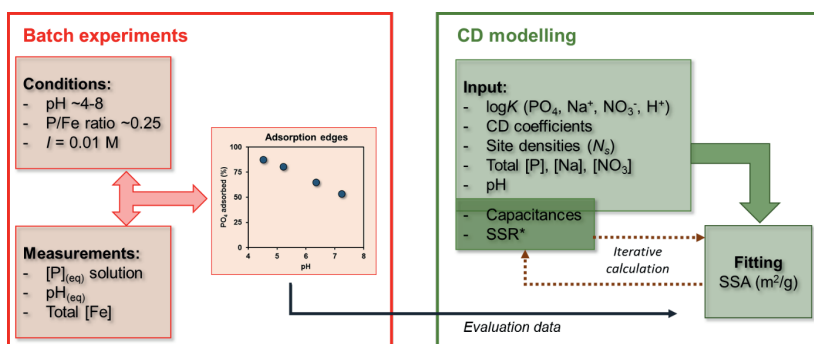 Batch experiments
Conditions:
- pH ~4-8
- P/Fe ratio ~0.25
- I = 0.01 M
Measurements:
- [P](eq) solution
- pH(eq)
- Total [Fe]
Adsorption edges
PO4 adsorbed (%)
100
75
50
25
0
4 5 6 7 8
pH
CD modelling
Input:
- logK (PO4, Na+, NO3-, H+)
- CD coefficients
- Site densities (Ns)
- Total [P], [Na], [NO3]
- pH
- Capacitances
- SSR*
Iterative
calculation
Fitting
SSA (m2/g)
Evaluation data